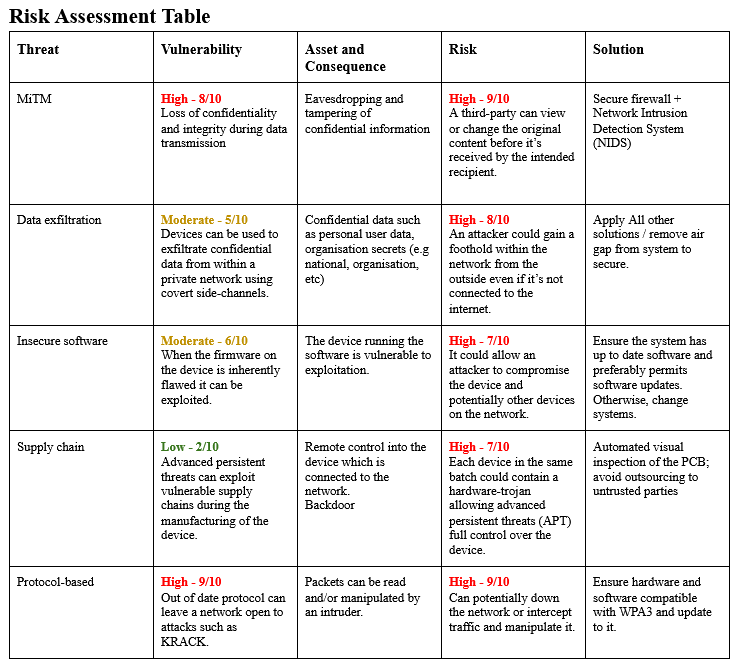 Risk Assessment Table
Threat
Vulnerability
Asset and
Consequence
Risk
Solution
MiTM
High - 8/10
Loss of confidentiality
and integrity during data
transmission
Eavesdropping and
tampering of
confidential information
High - 9/10
A third-party can view
or change the original
content before it’s
received by the intended
recipient.
Secure firewall +
Network Intrusion
Detection System
(NIDS)
Data exfiltration
Moderate - 5/10
Devices can be used to
exfiltrate confidential
data from within a
private network using
covert side-channels.
Confidential data such
as personal user data,
organisation secrets (e.g
national, organisation,
etc)
High - 8/10
An attacker could gain a
foothold within the
network from the
outside even if it’s not
connected to the
internet.
Apply All other
solutions / remove air
gap from system to
secure.
Insecure software
Moderate - 6/10
When the firmware on
the device is inherently
flawed it can be
exploited.
The device running the
software is vulnerable to
exploitation.
High - 7/10
It could allow an
attacker to compromise
the device and
potentially other devices
on the network.
Ensure the system has
up to date software and
preferably permits
software updates.
Otherwise, change
systems.
Supply chain
Low - 2/10
Advanced persistent
threats can exploit
vulnerable supply
chains during the
manufacturing of the
device.
Remote control into the
device which is
connected to the
network.
Backdoor
High - 7/10
Each device in the same
batch could contain a
hardware-trojan
allowing advanced
persistent threats (APT)
full control over the
device.
Automated visual
inspection of the PCB;
avoid outsourcing to
untrusted parties
Protocol-based
High - 9/10
Out of date protocol can
leave a network open to
attacks such as
KRACK.
Packets can be read
and/or manipulated by
an intruder.
High - 9/10
Can potentially down
the network or intercept
traffic and manipulate it.
Ensure hardware and
software compatible
with WPA3 and update
to it.